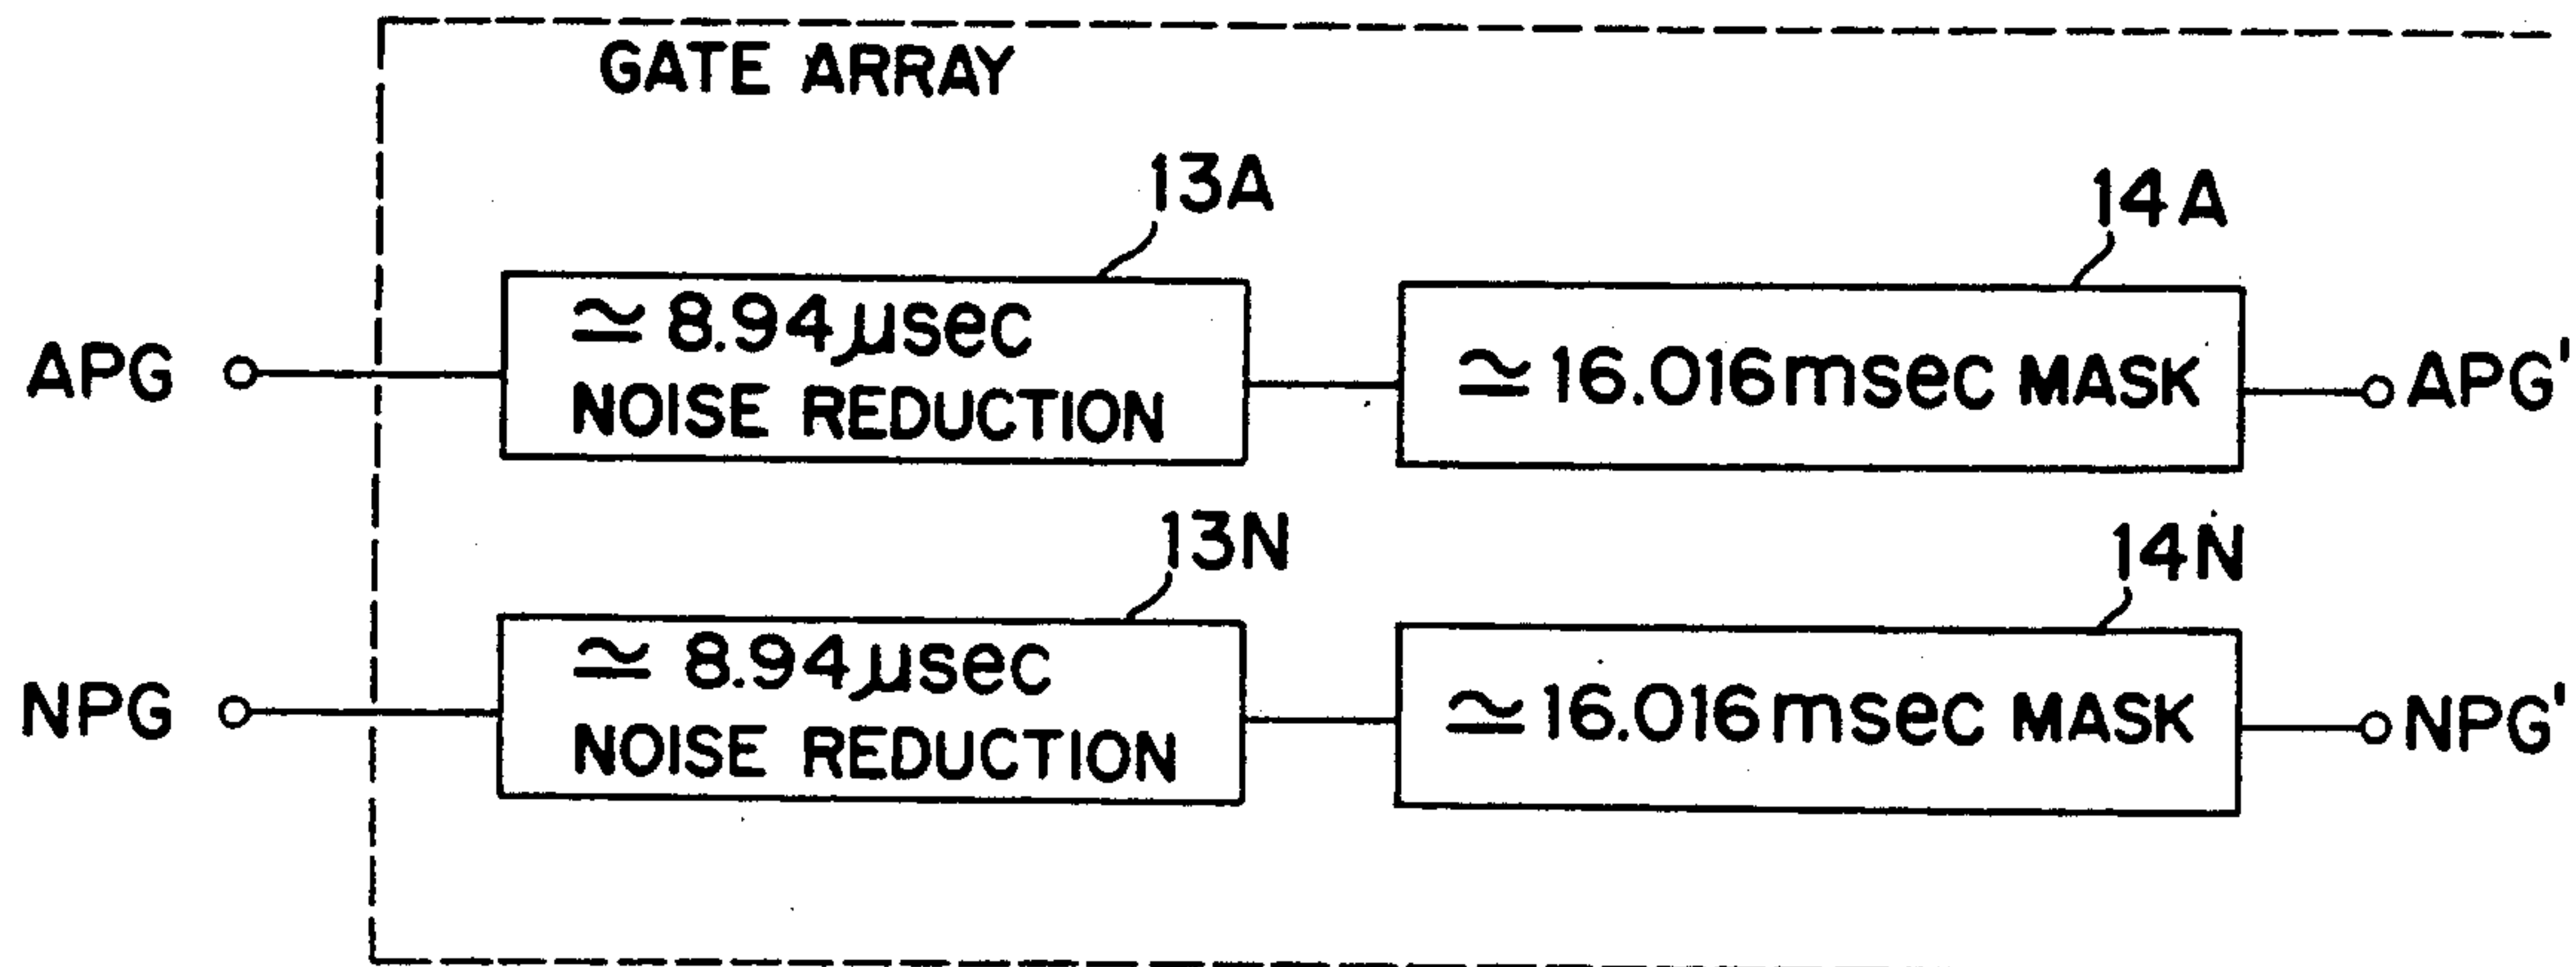 GATE ARRAY
13A
14A
APG
≃ 8.94µsec
NOISE REDUCTION
≃ 16.016msec MASK
APG'
13N
14N
NPG
≃ 8.94µsec
NOISE REDUCTION
≃ 16.016msec MASK
NPG'